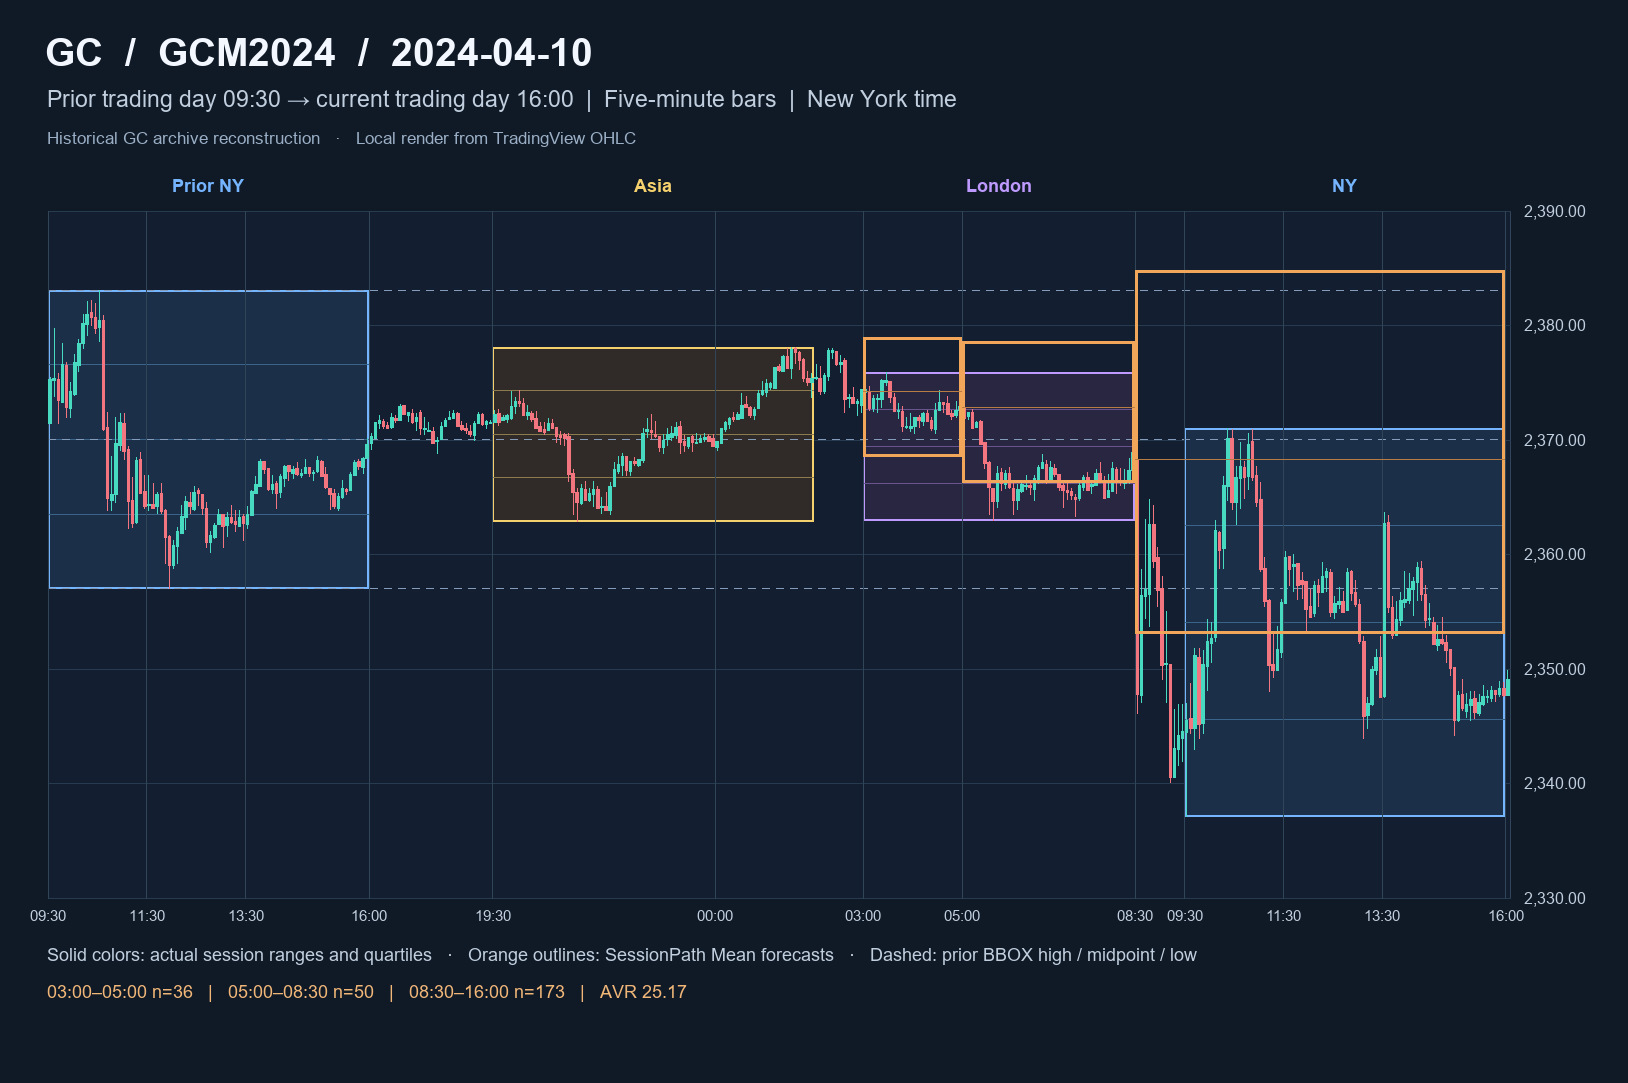 GC / GCM2024 / 2024-04-10
Prior trading day 09:30 → current trading day 16:00 | Five-minute bars | New York time
Historical GC archive reconstruction · Local render from TradingView OHLC
Prior NY Asia London NY
2,390.00
2,380.00
2,370.00
2,360.00
2,350.00
2,340.00
2,330.00
09:30 11:30 13:30 16:00 19:30 00:00 03:00 05:00 08:30 09:30 11:30 13:30 16:00
Solid colors: actual session ranges and quartiles · Orange outlines: SessionPath Mean forecasts · Dashed: prior BBOX high / midpoint / low
03:00–05:00 n=36 | 05:00–08:30 n=50 | 08:30–16:00 n=173 | AVR 25.17